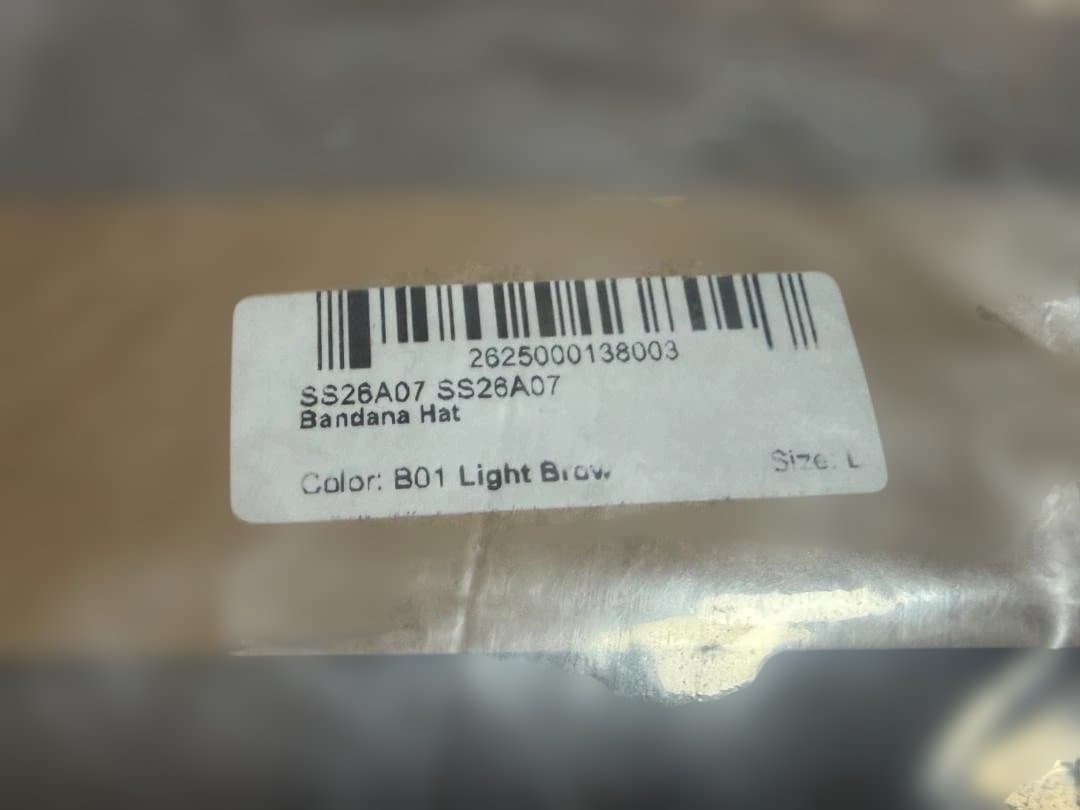 2625000138003
SS26A07 SS26A07
Bandana Hat
Color: B01 Light Brow
Size: L